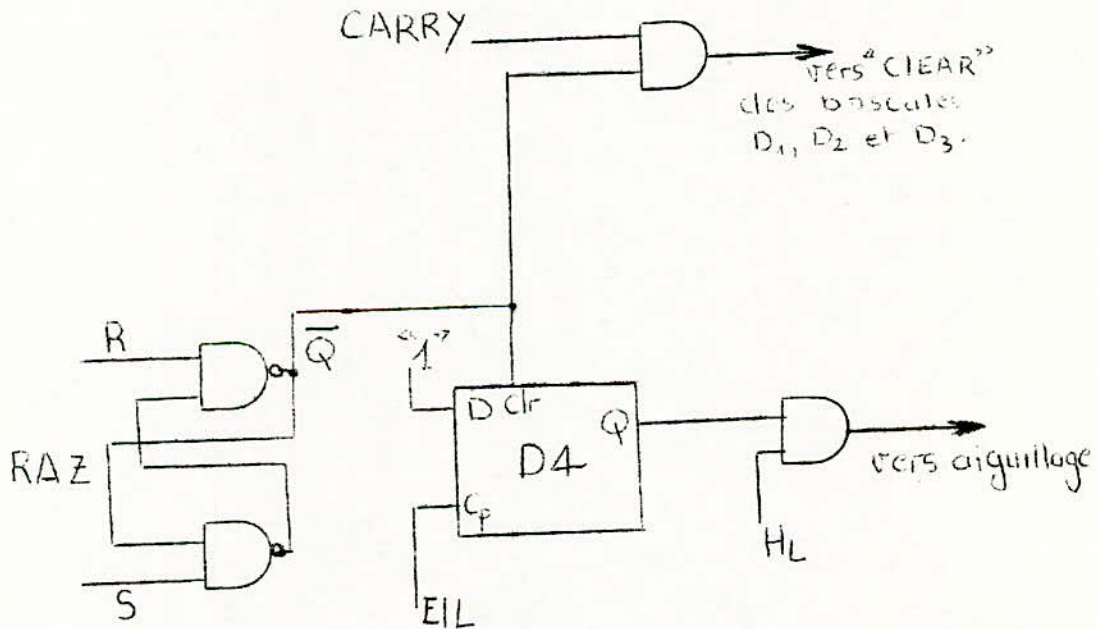 CARRY
vers "ClEAR"
des bascules
D1, D2 et D3.
R
Q̅
"1"
D Clr Q
D4
Cp
RAZ
vers aiguillage
HL
S
EIL